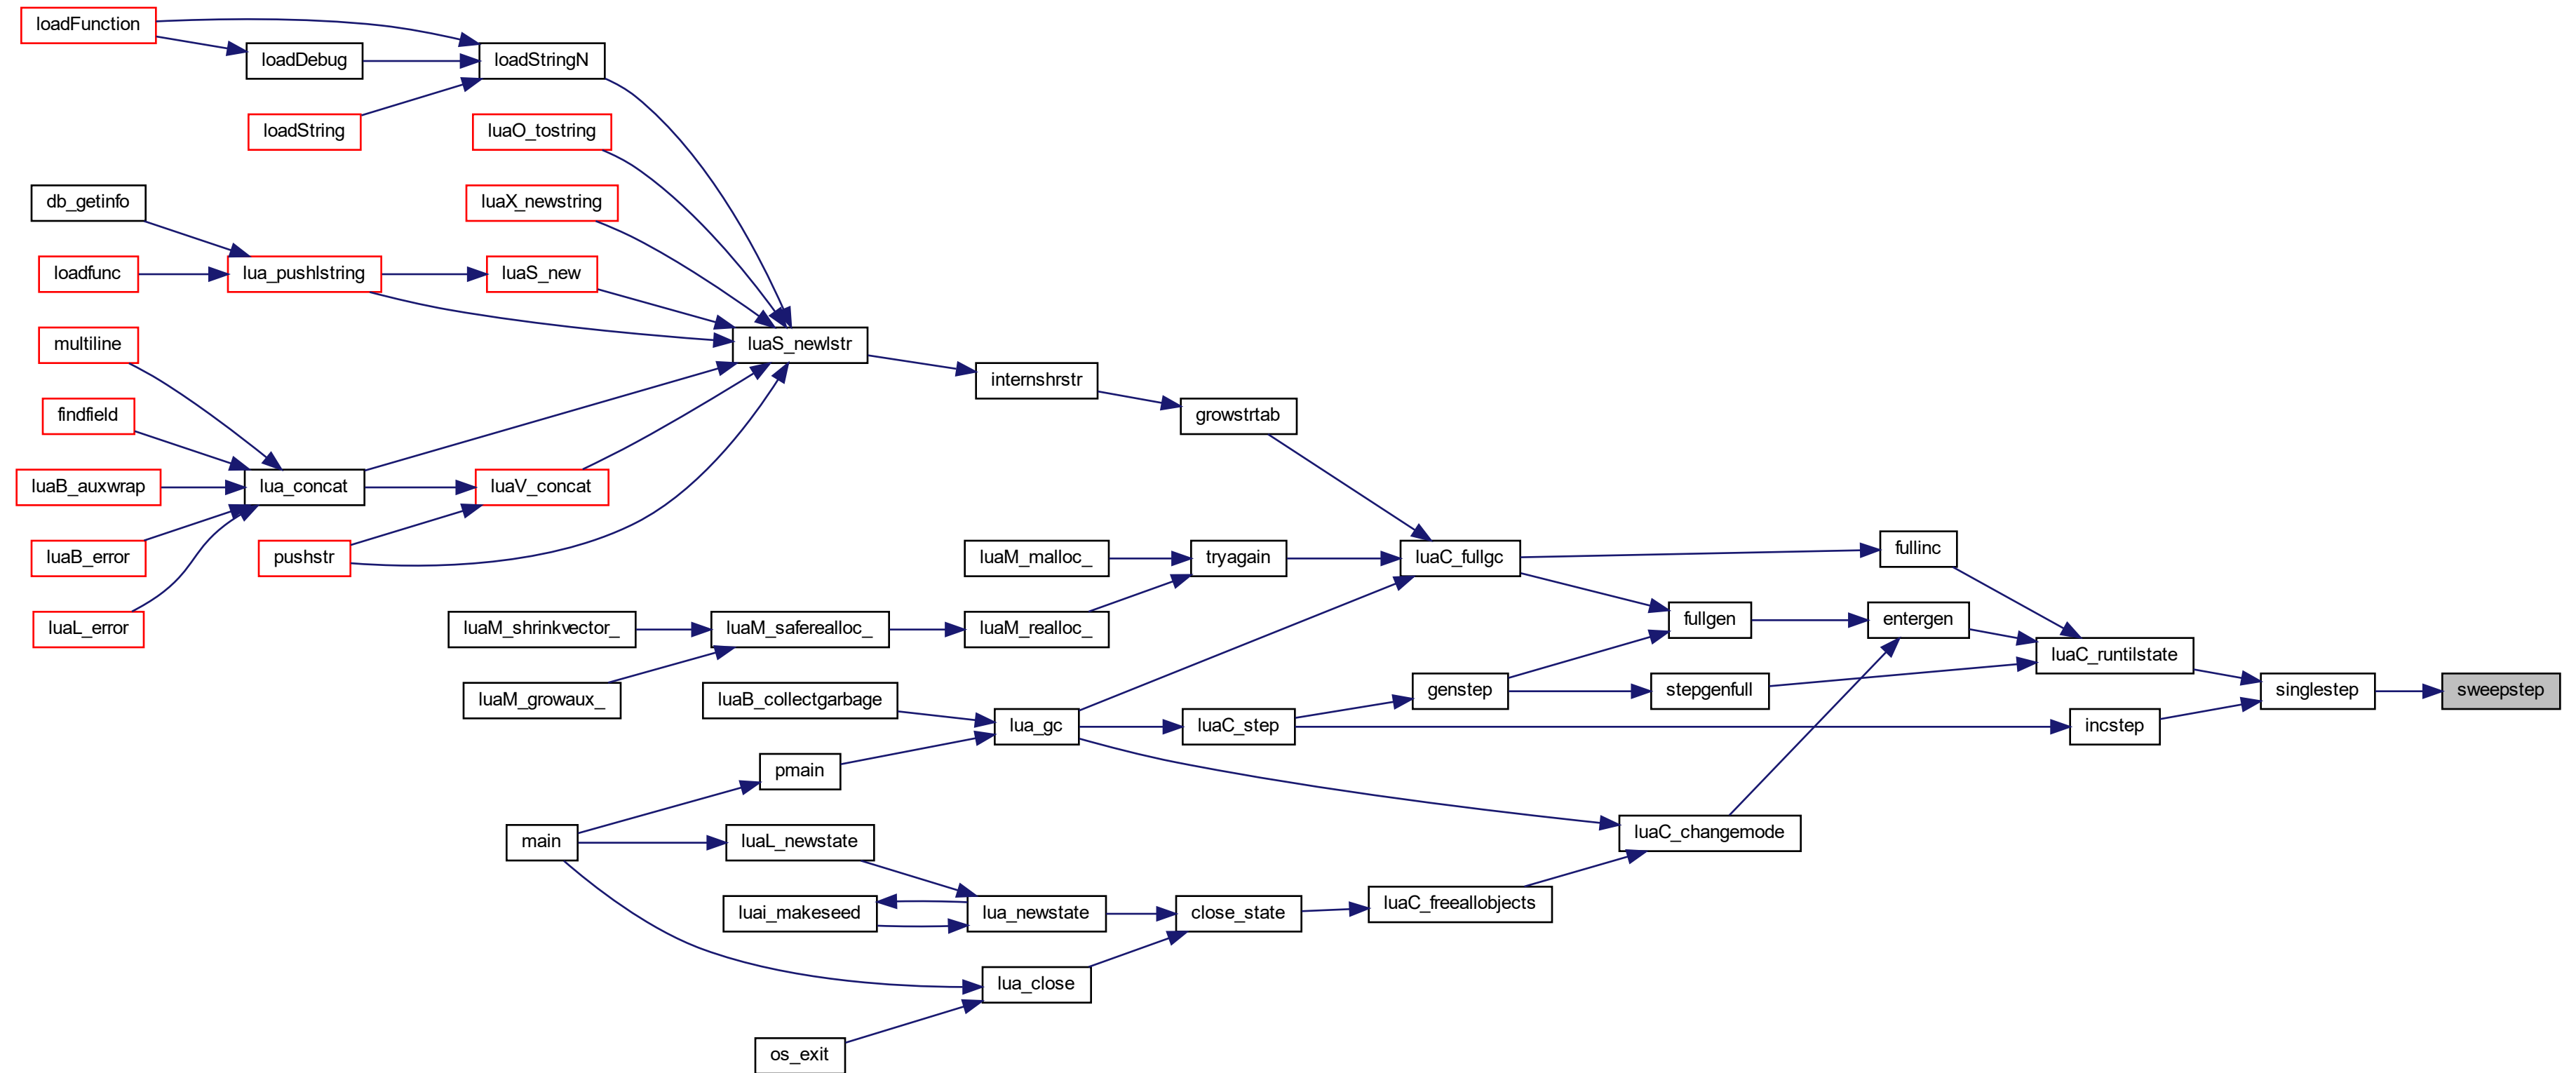 loadFunction
loadDebug
loadStringN
loadString
luaO_tostring
db_getinfo
luaX_newstring
loadfunc
lua_pushlstring
luaS_new
multiline
luaS_newlstr
internshrstr
findfield
growstrtab
luaB_auxwrap
lua_concat
luaV_concat
luaB_error
pushstr
luaM_malloc_
tryagain
luaC_fullgc
fullinc
luaL_error
luaM_shrinkvector_
luaM_saferealloc_
luaM_realloc_
fullgen
entergen
luaC_runtilstate
luaM_growaux_
luaB_collectgarbage
genstep
stepgenfull
singlestep
sweepstep
lua_gc
luaC_step
incstep
pmain
main
luaL_newstate
luaC_changemode
luai_makeseed
lua_newstate
close_state
luaC_freeallobjects
lua_close
os_exit